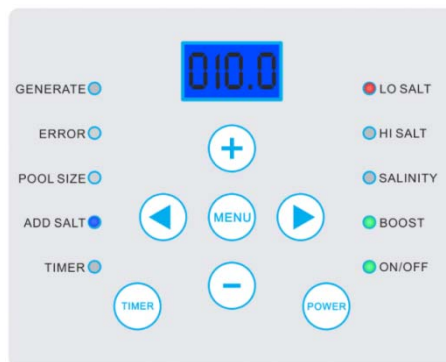 010.0
GENERATE
LO SALT
ERROR
HI SALT
POOL SIZE
SALINITY
ADD SALT
MENU
BOOST
TIMER
ON/OFF
TIMER
POWER